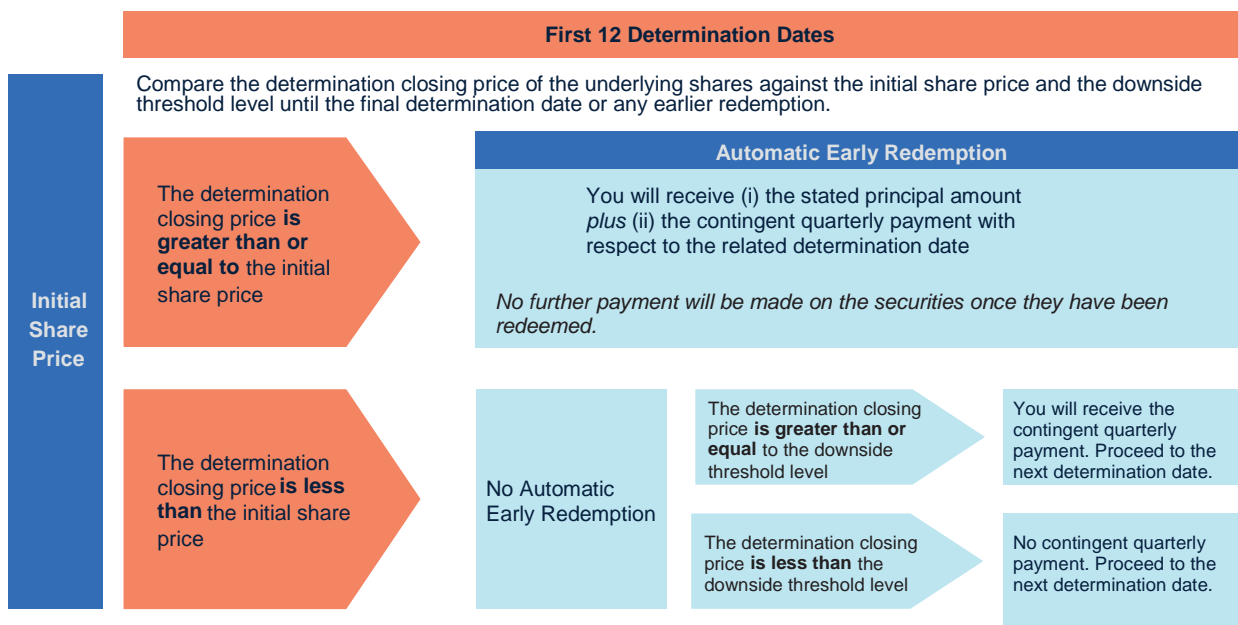 First 12 Determination Dates
Compare the determination closing price of the underlying shares against the initial share price and the downside
threshold level until the final determination date or any earlier redemption.
Initial
Share
Price
The determination
closing price is
greater than or
equal to the initial
share price
Automatic Early Redemption
You will receive (i) the stated principal amount
plus (ii) the contingent quarterly payment with
respect to the related determination date
No further payment will be made on the securities once they have been
redeemed.
The determination
closing price is less
than the initial share
price
No Automatic
Early Redemption
The determination closing
price is greater than or
equal to the downside
threshold level
You will receive the
contingent quarterly
payment. Proceed to the
next determination date.
The determination closing
price is less than the
downside threshold level
No contingent quarterly
payment. Proceed to the
next determination date.